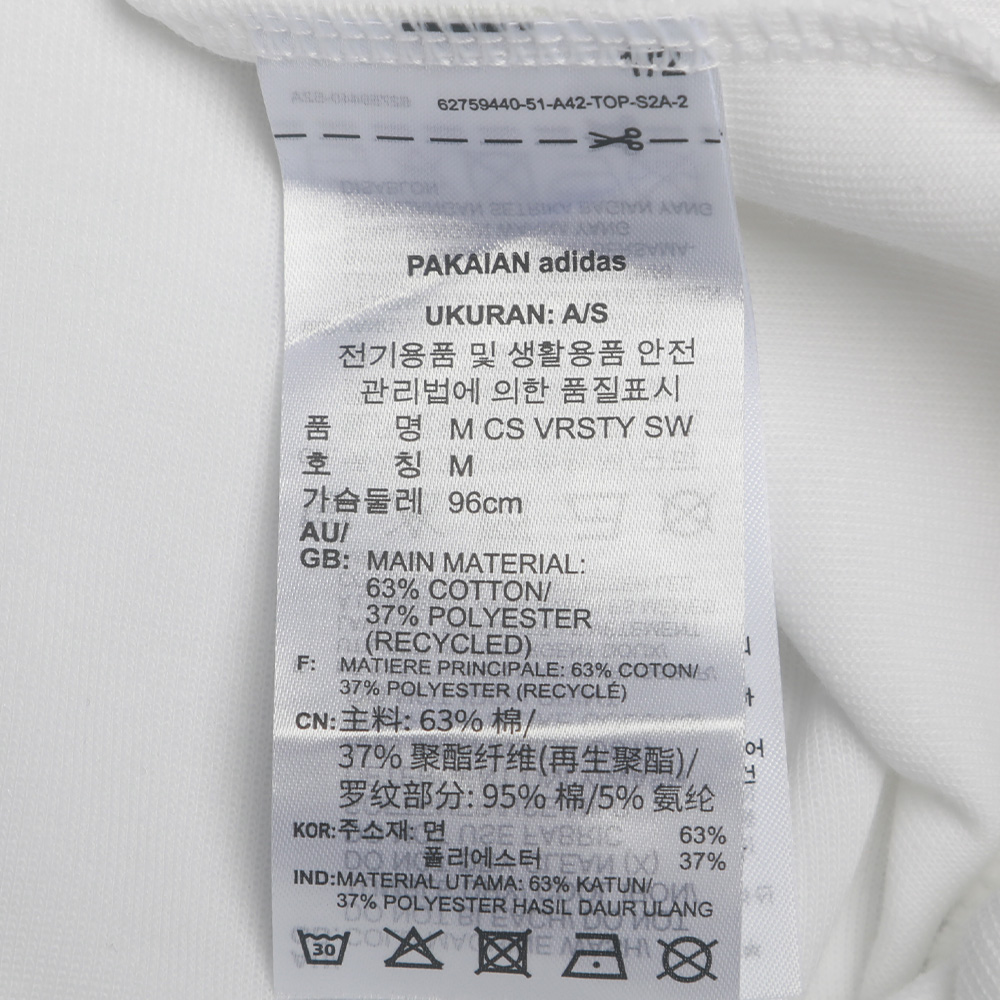 1/2
62759440-51-A42-TOP-S2A-2
PAKAIAN adidas
UKURAN: A/S
전기용품 및 생활용품 안전
관리법에 의한 품질표시
품 명 M CS VRSTY SW
호 칭 M
가슴둘레 96cm
AU/
GB: MAIN MATERIAL:
63% COTTON/
37% POLYESTER
(RECYCLED)
F: MATIERE PRINCIPALE: 63% COTON/
37% POLYESTER (RECYCLÉ)
CN:主料: 63% 棉/
37% 聚酯纤维(再生聚酯)/
罗纹部分: 95% 棉/5% 氨纶
KOR:주소재: 면 63%
폴리에스터 37%
IND:MATERIAL UTAMA: 63% KATUN/
37% POLYESTER HASIL DAUR ULANG
30